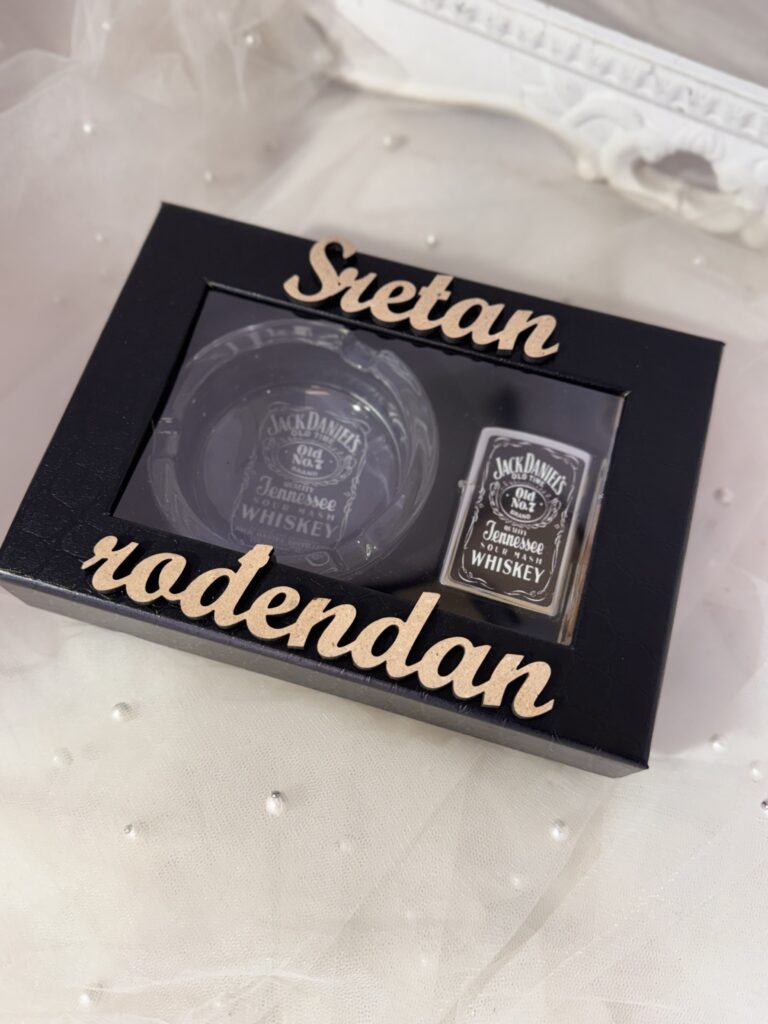 Sretan
JACK DANIEL'S
OLD TIME
Old
No.7
BRAND
QUALITY
Tennessee
SOUR MASH
WHISKEY
JACK DANIEL'S
OLD TIME
Old
No.7
BRAND
QUALITY
Tennessee
SOUR MASH
WHISKEY
rođendan